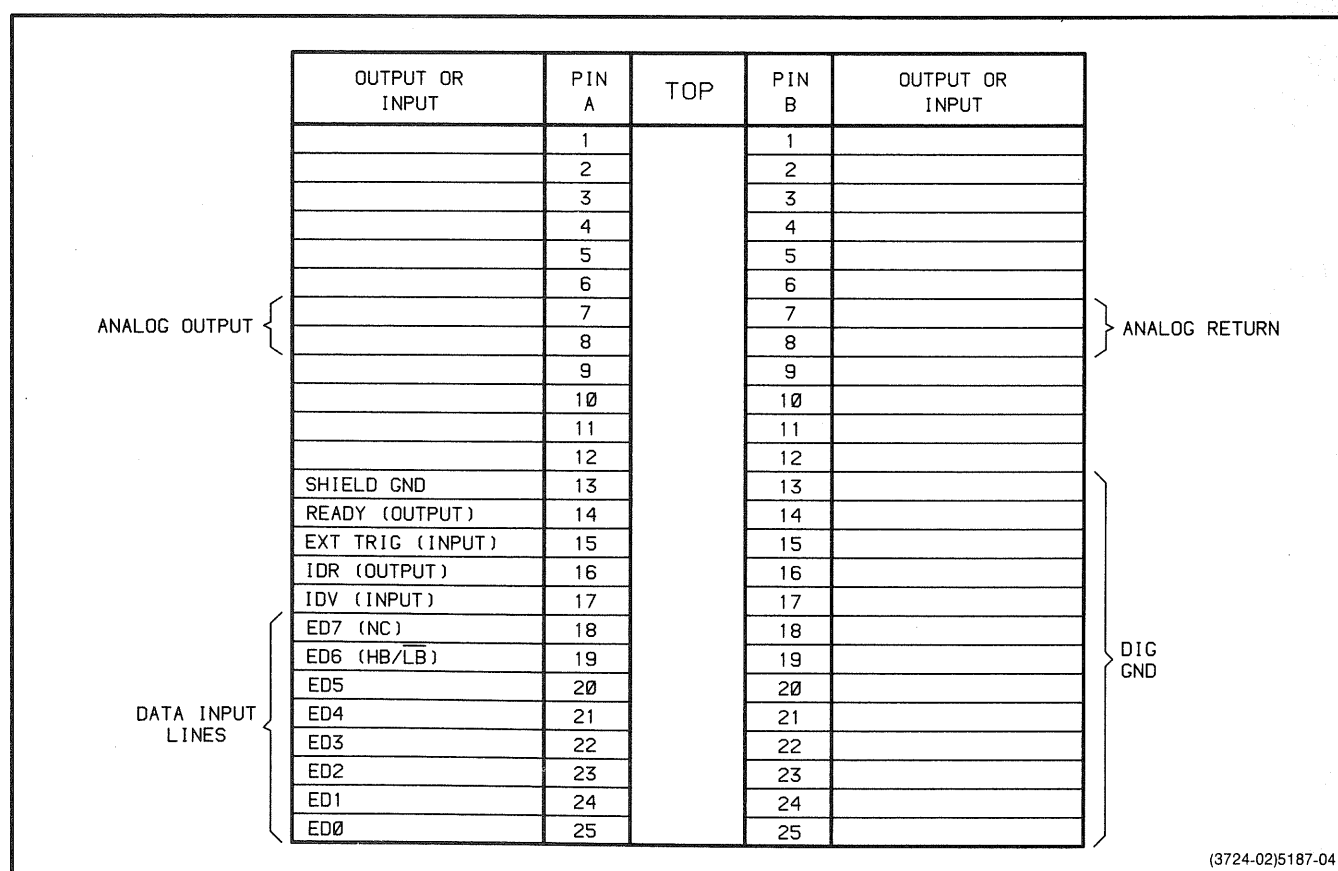 OUTPUT OR INPUT PIN A TOP PIN B OUTPUT OR INPUT
1 1
2 2
3 3
4 4
5 5
6 6
ANALOG OUTPUT 7 7 ANALOG RETURN
8 8
9 9
10 10
11 11
12 12
SHIELD GND 13 13
READY (OUTPUT) 14 14
EXT TRIG (INPUT) 15 15
IDR (OUTPUT) 16 16
IDV (INPUT) 17 17
ED7 (NC) 18 18
ED6 (HB/L̅B̅) 19 19
DIG GND
ED5 20 20
DATA INPUT LINES
ED4 21 21
ED3 22 22
ED2 23 23
ED1 24 24
EDØ 25 25
(3724-02)5187-04